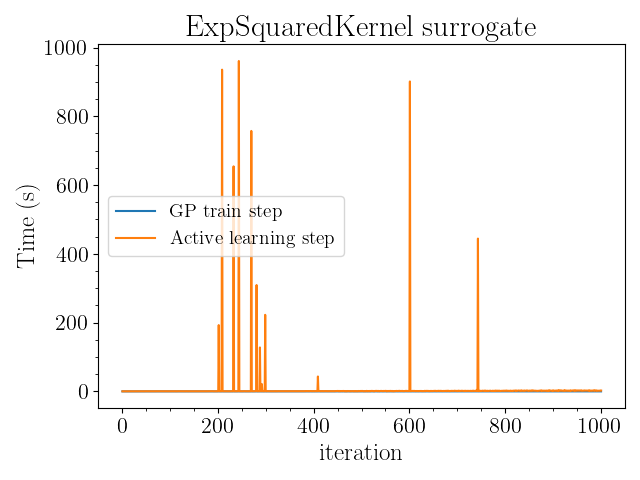 ExpSquaredKernel surrogate
1000
800
600
400
200
0
Time (s)
GP train step
Active learning step
0 200 400 600 800 1000
iteration